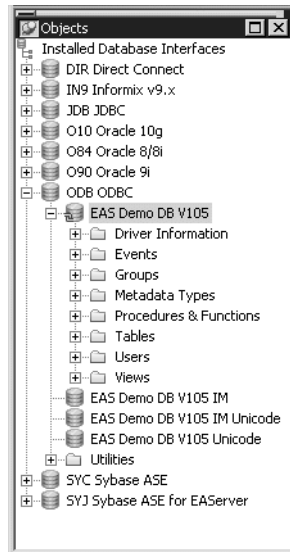 Objects
Installed Database Interfaces
DIR Direct Connect
IN9 Informix v9.x
JDB JDBC
O10 Oracle 10g
O84 Oracle 8/8i
O90 Oracle 9i
ODB ODBC
EAS Demo DB V105
Driver Information
Events
Groups
Metadata Types
Procedures & Functions
Tables
Users
Views
EAS Demo DB V105 IM
EAS Demo DB V105 IM Unicode
EAS Demo DB V105 Unicode
Utilities
SYC Sybase ASE
SYJ Sybase ASE for EAServer